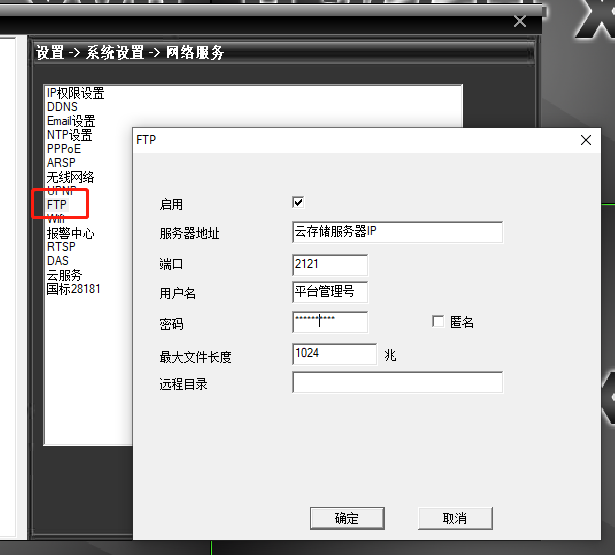 设置 -> 系统设置 -> 网络服务
IP权限设置
DDNS
Email设置
NTP设置
PPPoE
ARSP
无线网络
UPNP
FTP
Wifi
报警中心
RTSP
DAS
云服务
国标28181
FTP
启用
服务器地址 云存储服务器IP
端口 2121
用户名 平台管理号
密码 ********** 匿名
最大文件长度 1024 兆
远程目录
确定 取消